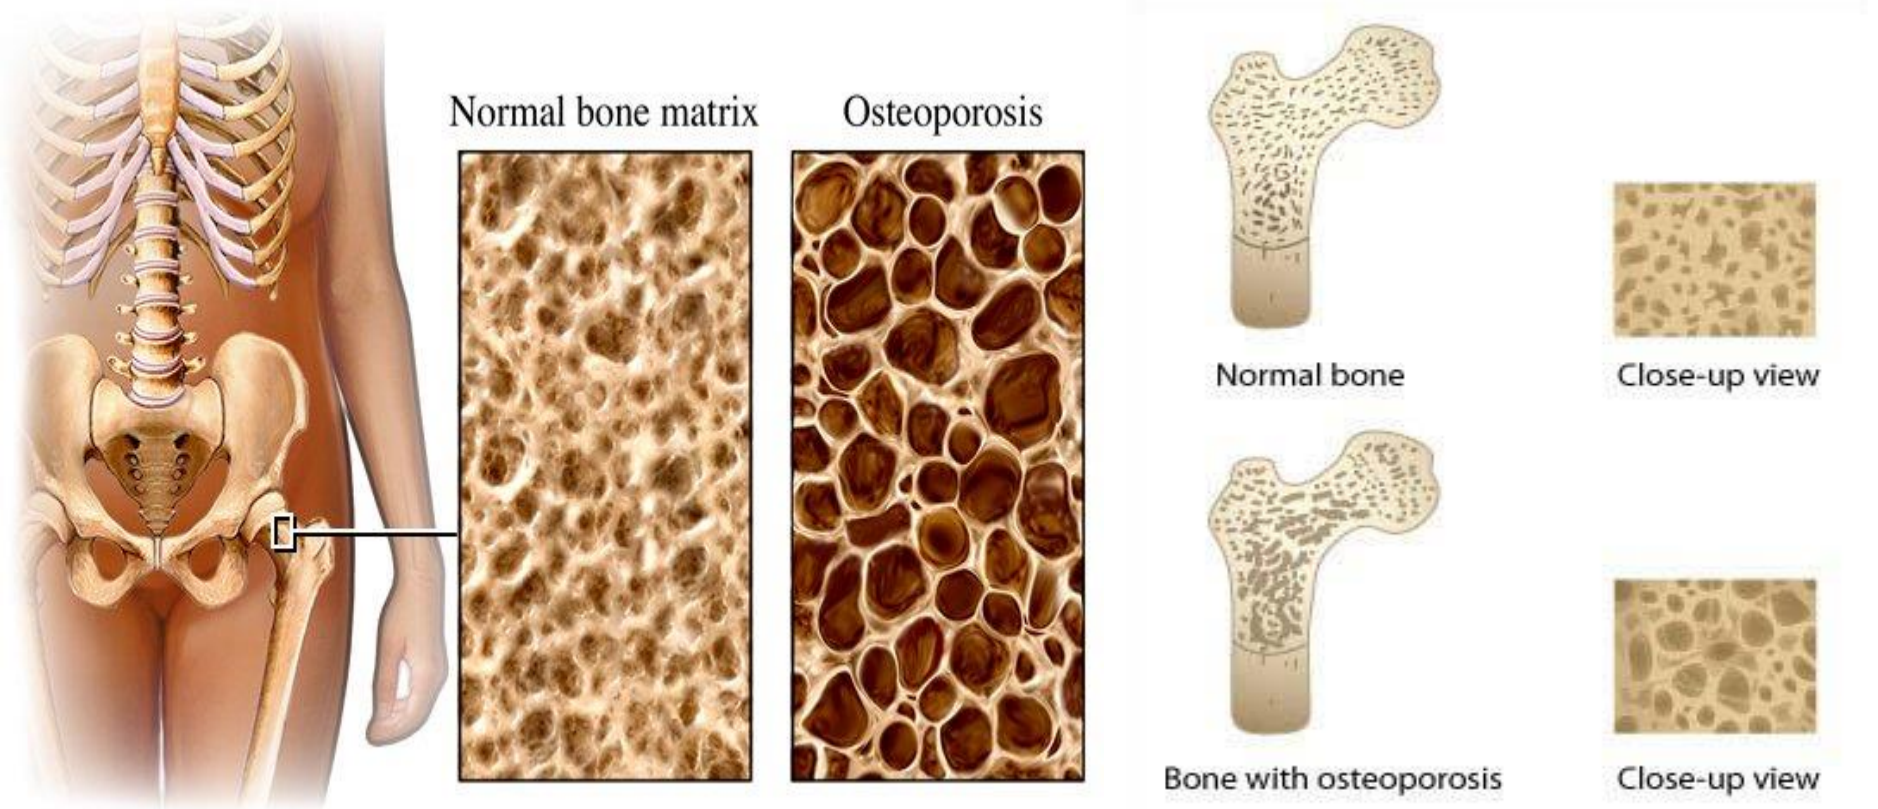 Normal bone matrix
Osteoporosis
Normal bone
Close-up view
Bone with osteoporosis
Close-up view